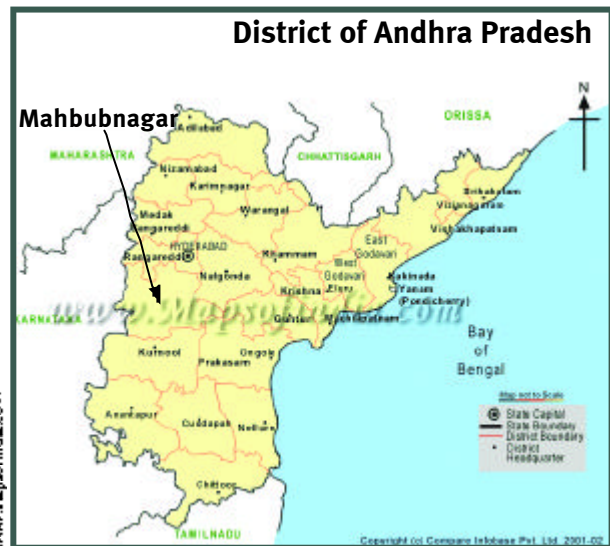 District of Andhra Pradesh
N
Mahbubnagar
ORISSA
Adilabad
MAHARASHTRA
CHHATTISGARH
Nizamabad
Karimnagar
Srikakulam
Vizianagaram
Medak
Warangal
Rangareddi
Vishakhapatnam
HYDERABAD
East
Godavari
Rangareddi
Khammam
West
Godavari
Nalgonda
Kakinada
Krishna
Eluru
Yanam
(Pondicherry)
www.MapsofIndia.com
KARNATAKA
Guntur
Machilipatnam
Bay
of
Bengal
Kurnool
Ongole
Prakasam
Map not to Scale
State Capital
State Boundary
District Boundary
District
Headquarter
Anantapur
Cuddapah
Nellore
Chittoor
TAMILNADU
Copyright (c) Compare Infobase Pvt. Ltd. 2001-02